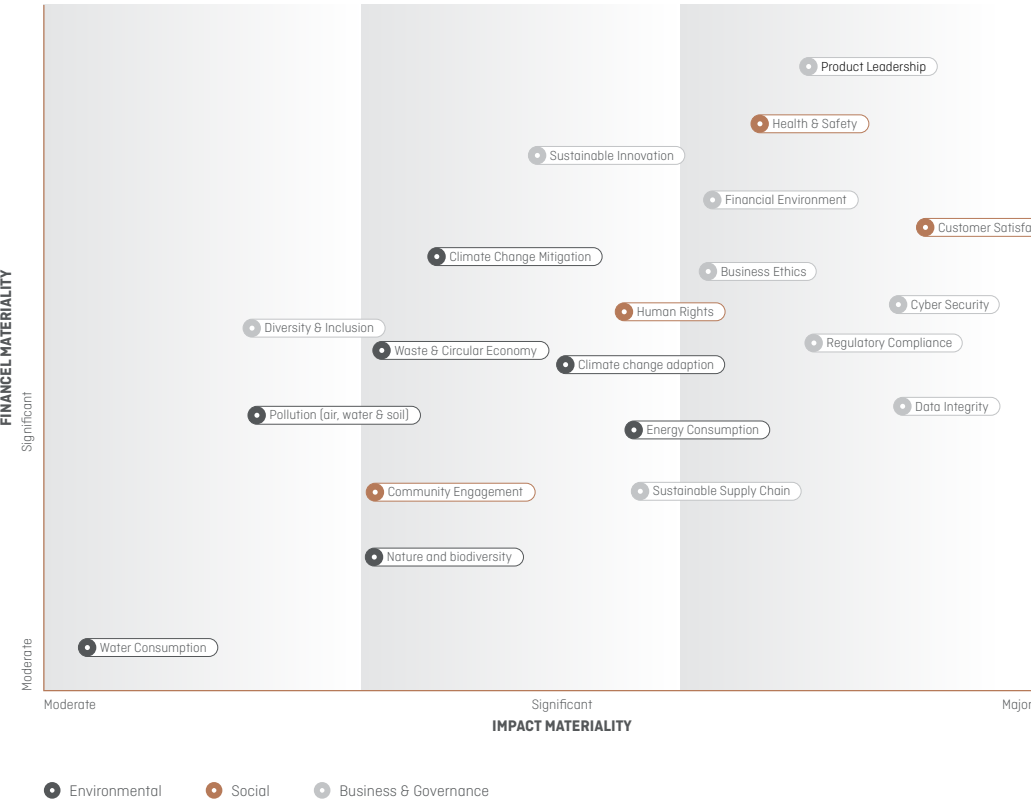 Product Leadership
Health & Safety
Sustainable Innovation
Financial Environment
Customer Satisfa
Climate Change Mitigation
Business Ethics
Cyber Security
Human Rights
Diversity & Inclusion
Regulatory Compliance
Waste & Circular Economy
Climate change adaption
Data Integrity
Pollution (air, water & soil)
Energy Consumption
Community Engagement
Sustainable Supply Chain
Nature and biodiversity
Water Consumption
FINANCEL MATERIALITY
Significant
Moderate
Moderate Significant Major
IMPACT MATERIALITY
Environmental Social Business & Governance